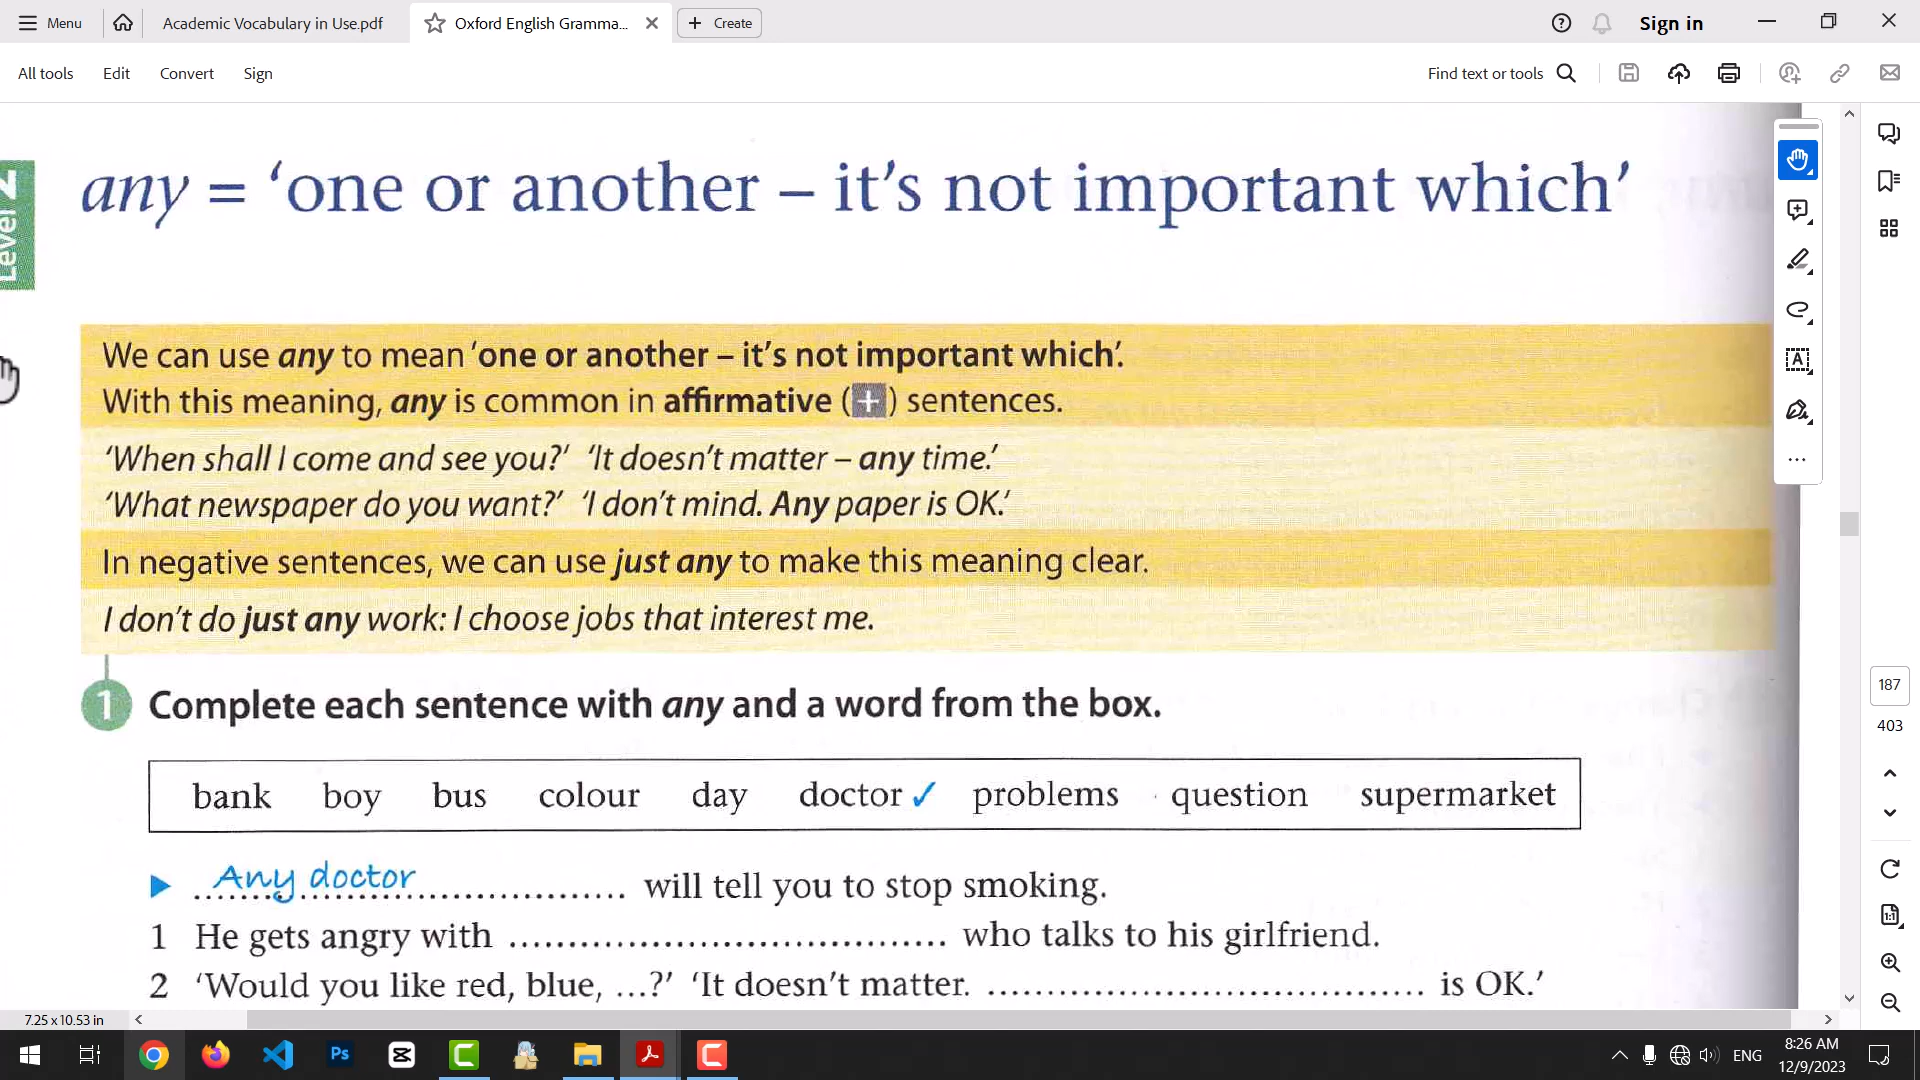 Menu
Academic Vocabulary in Use.pdf
Oxford English Gramma...
Create
Sign in
All tools
Edit
Convert
Sign
Find text or tools
Level 2
any = ‘one or another – it’s not important which’
We can use any to mean ‘one or another – it’s not important which’.
With this meaning, any is common in affirmative (+) sentences.
‘When shall I come and see you?’ ‘It doesn’t matter – any time.’
‘What newspaper do you want?’ ‘I don’t mind. Any paper is OK.’
In negative sentences, we can use just any to make this meaning clear.
I don’t do just any work: I choose jobs that interest me.
1 Complete each sentence with any and a word from the box.
bank boy bus colour day doctor ✓ problems question supermarket
▶ Any doctor will tell you to stop smoking.
1 He gets angry with ........................................ who talks to his girlfriend.
2 ‘Would you like red, blue, ...?’ ‘It doesn’t matter. ........................................ is OK.’
187
403
7.25 x 10.53 in
Ps
ENG
8:26 AM
12/9/2023